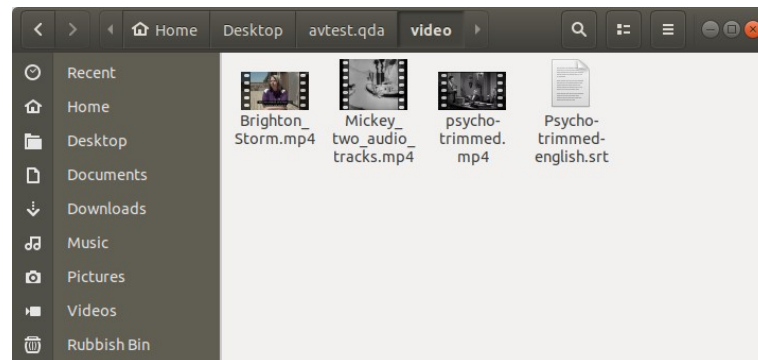 Home Desktop avtest.qda video
Recent
Home
Desktop
Documents
Downloads
Music
Pictures
Videos
Rubbish Bin
Brighton_
Storm.mp4
Mickey_
two_audio_
tracks.mp4
psycho-
trimmed.
mp4
Psycho-
trimmed-
english.srt